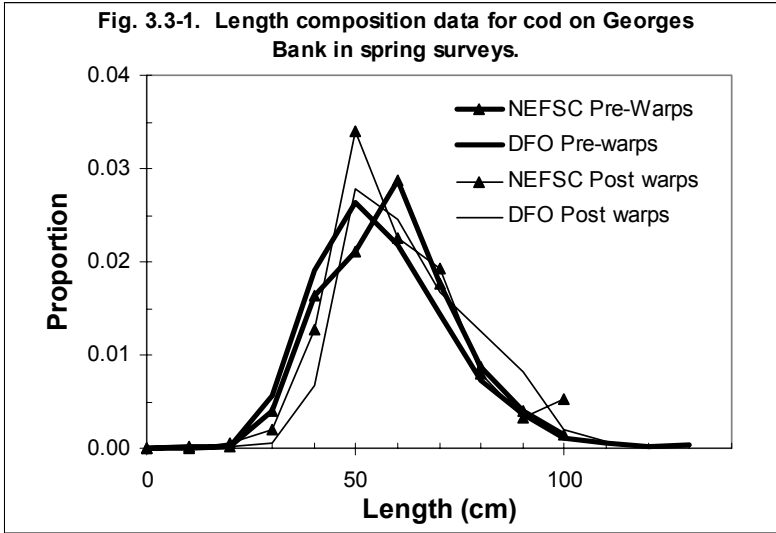 Fig. 3.3-1. Length composition data for cod on Georges
Bank in spring surveys.
0.04
0.03
0.02
0.01
0.00
Proportion
NEFSC Pre-Warps
DFO Pre-warps
NEFSC Post warps
DFO Post warps
0 50 100
Length (cm)